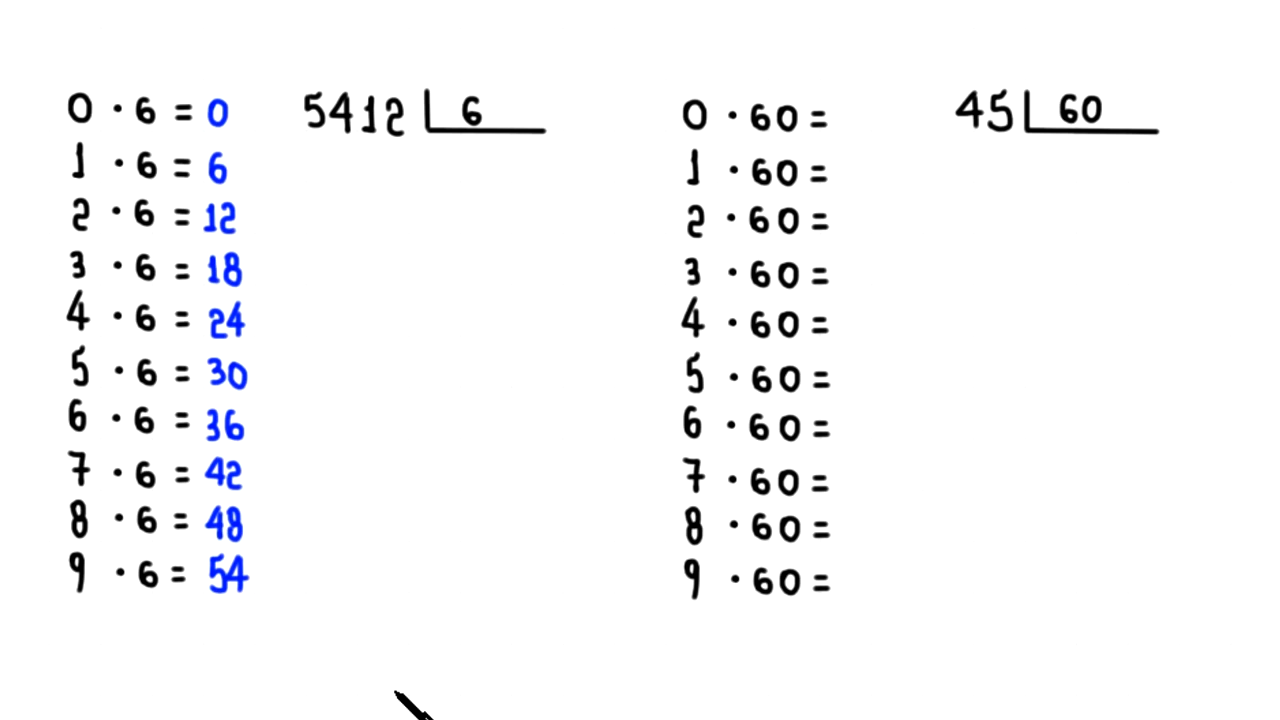 0 · 6 = 0
1 · 6 = 6
2 · 6 = 12
3 · 6 = 18
4 · 6 = 24
5 · 6 = 30
6 · 6 = 36
7 · 6 = 42
8 · 6 = 48
9 · 6 = 54
5412 6
0 · 60 =
1 · 60 =
2 · 60 =
3 · 60 =
4 · 60 =
5 · 60 =
6 · 60 =
7 · 60 =
8 · 60 =
9 · 60 =
45 60